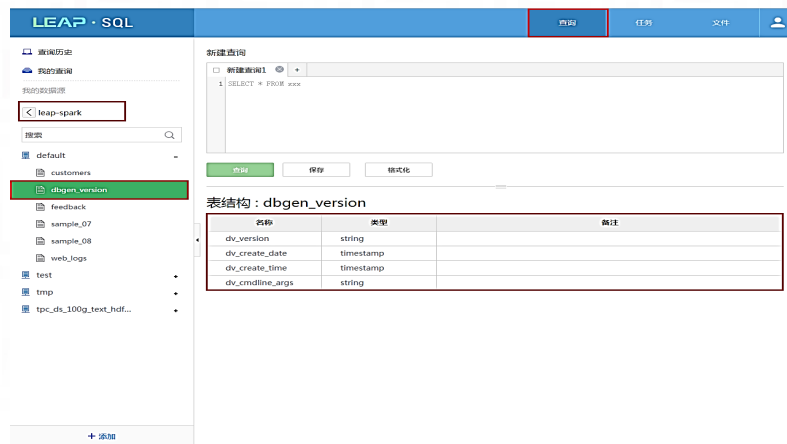 LEAP · SQL
查询
任务
文件
查询历史
我的查询
我的数据源
leap-spark
搜索
default
customers
dbgen_version
feedback
sample_07
sample_08
web_logs
test
tmp
tpc_ds_100g_text_hdf...
添加
新建查询
新建查询1
1 SELECT * FROM xxx
查询 保存 格式化
表结构 : dbgen_version
名称 类型 备注
dv_version string
dv_create_date timestamp
dv_create_time timestamp
dv_cmdline_args string